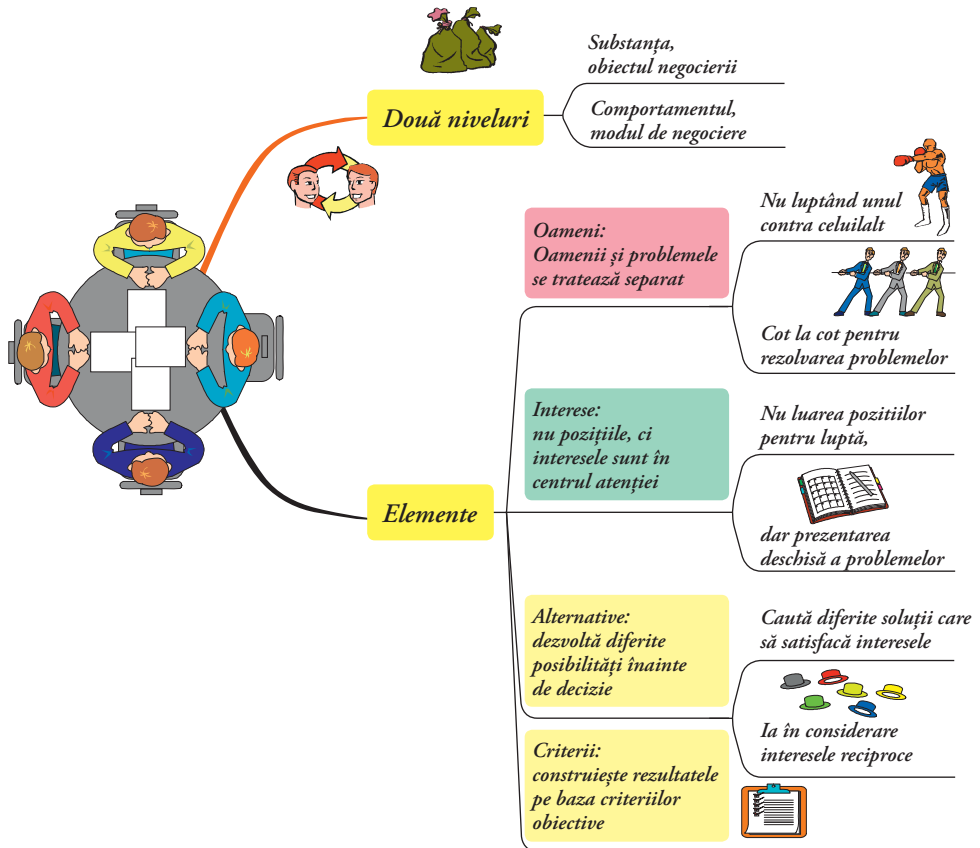 Două niveluri
Substanța,
obiectul negocierii
Comportamentul,
modul de negociere
Elemente
Oameni:
Oamenii și problemele
se tratează separat
Nu luptând unul
contra celuilalt
Cot la cot pentru
rezolvarea problemelor
Interese:
nu pozițiile, ci
interesele sunt în
centrul atenției
Nu luarea pozitiilor
pentru luptă,
dar prezentarea
deschisă a problemelor
Alternative:
dezvoltă diferite
posibilități înainte
de decizie
Caută diferite soluții care
să satisfacă interesele
Ia în considerare
interesele reciproce
Criterii:
construiește rezultatele
pe baza criteriilor
obiective